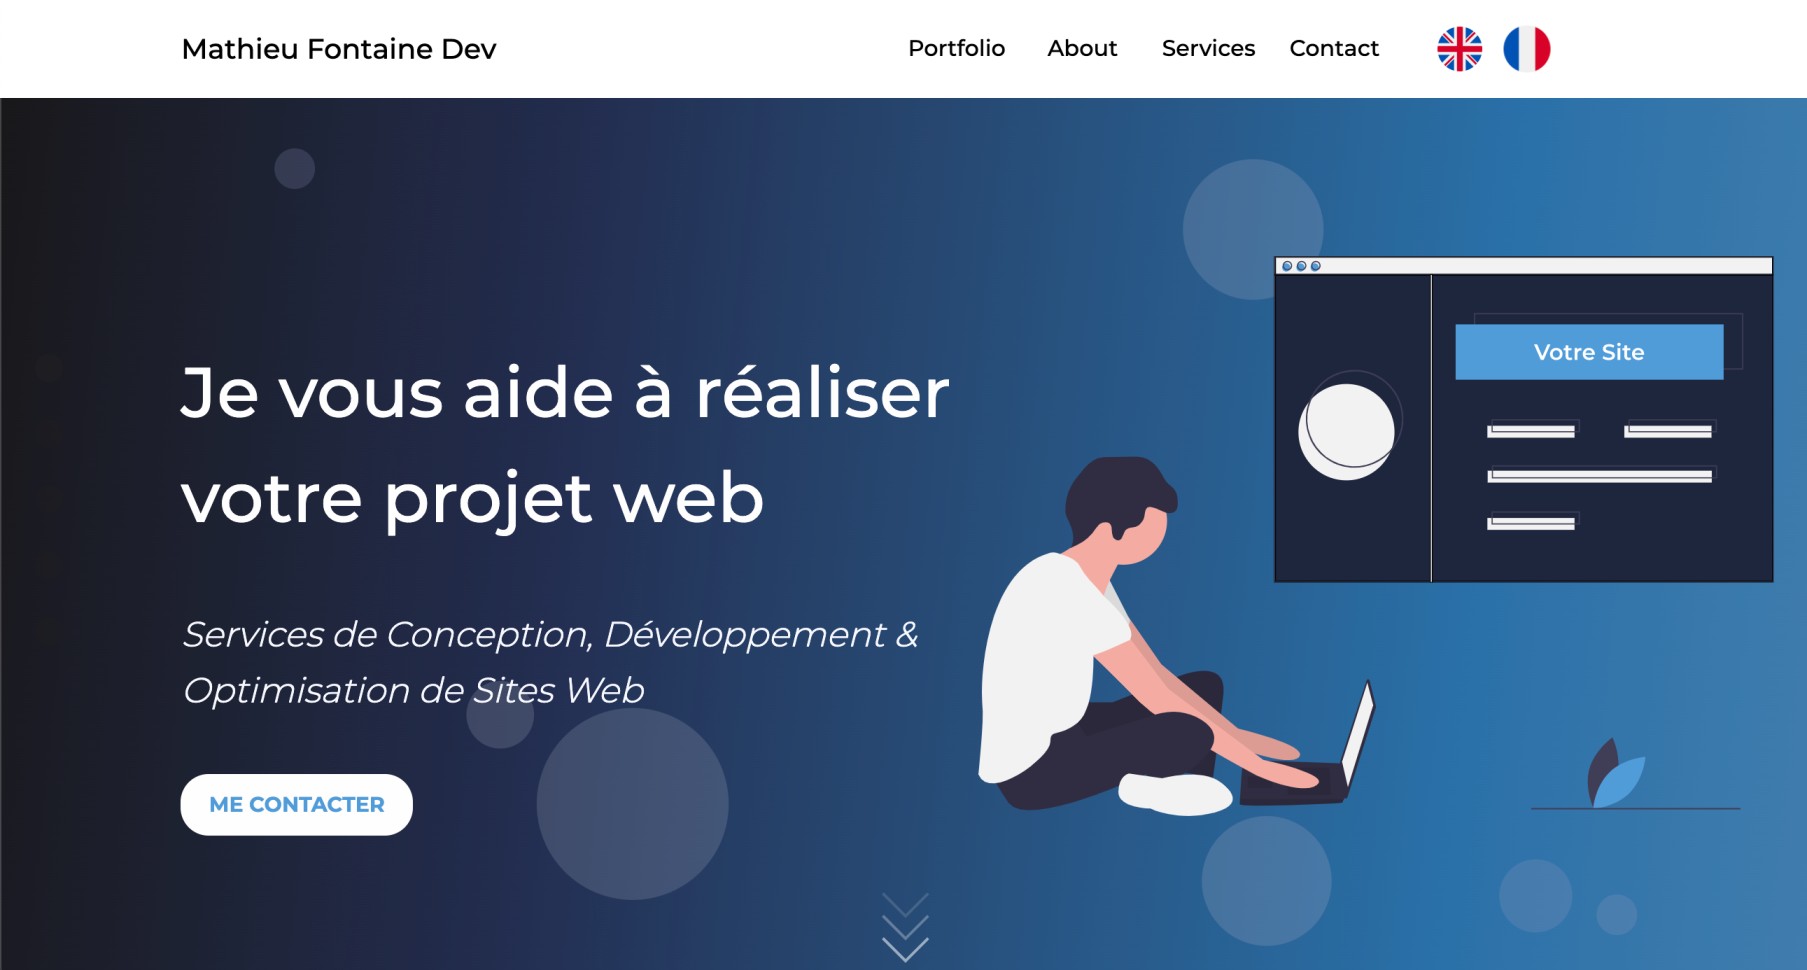 Mathieu Fontaine Dev
Portfolio About Services Contact
Je vous aide à réaliser
votre projet web
Services de Conception, Développement &
Optimisation de Sites Web
ME CONTACTER
Votre Site